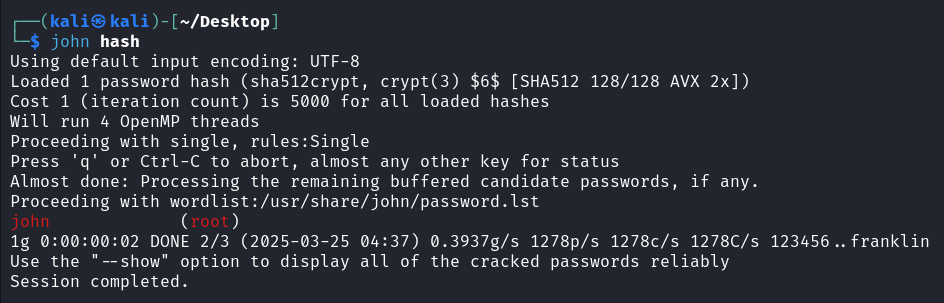 ┌──(kali㉿kali)-[~/Desktop]
└─$ john hash
Using default input encoding: UTF-8
Loaded 1 password hash (sha512crypt, crypt(3) $6$ [SHA512 128/128 AVX 2x])
Cost 1 (iteration count) is 5000 for all loaded hashes
Will run 4 OpenMP threads
Proceeding with single, rules:Single
Press 'q' or Ctrl-C to abort, almost any other key for status
Almost done: Processing the remaining buffered candidate passwords, if any.
Proceeding with wordlist:/usr/share/john/password.lst
john             (root)
1g 0:00:00:02 DONE 2/3 (2025-03-25 04:37) 0.3937g/s 1278p/s 1278c/s 1278C/s 123456..franklin
Use the "--show" option to display all of the cracked passwords reliably
Session completed.